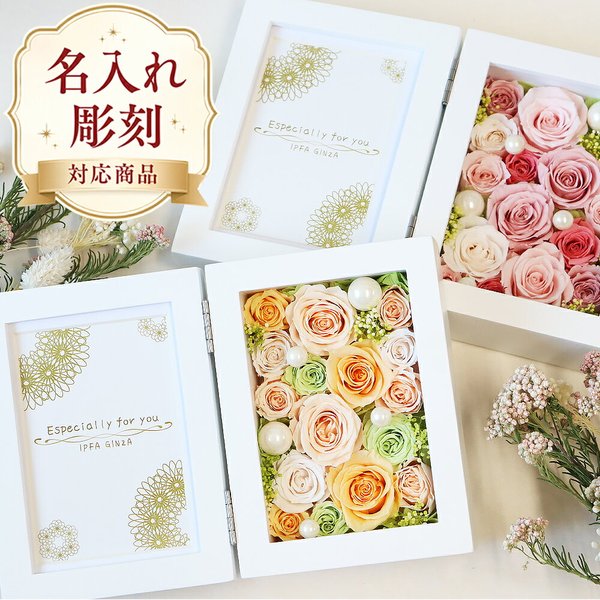 名入れ
彫刻
対応商品
Especially for you
IPFA GINZA
Especially for you
IPFA GINZA